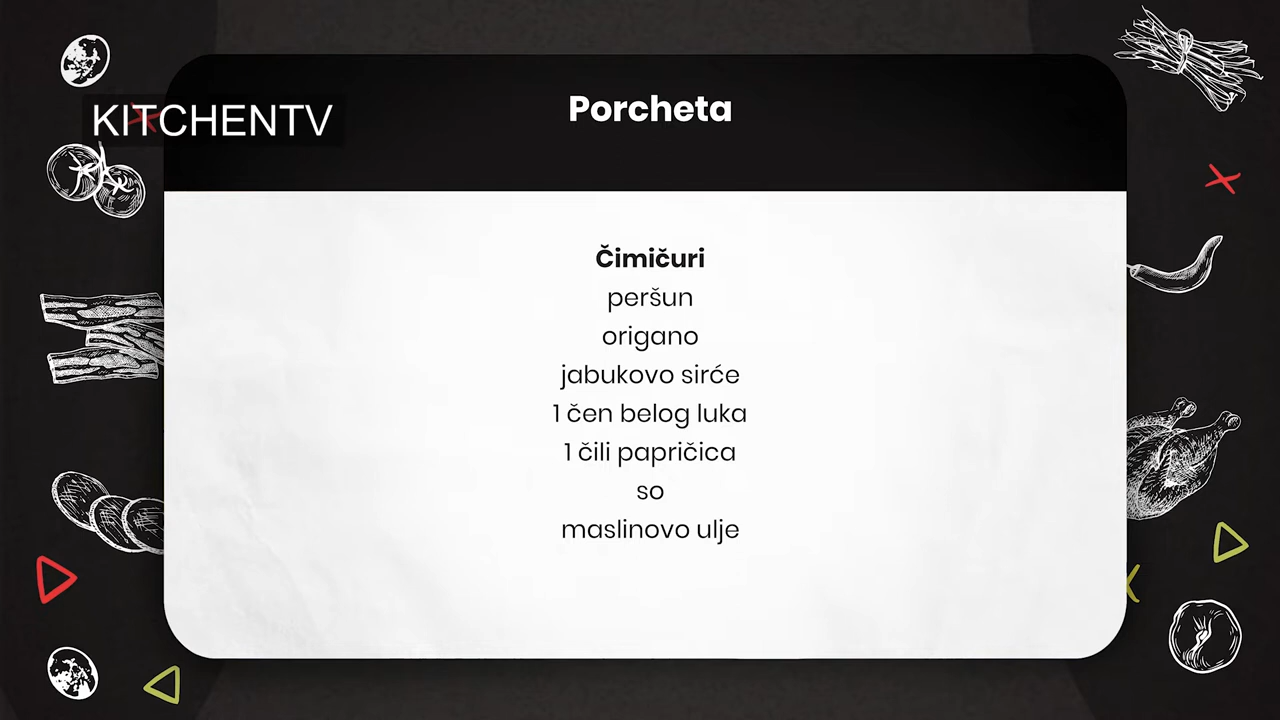 KITCHENTV
Porcheta
Čimičuri
peršun
origano
jabukovo sirće
1 čen belog luka
1 čili papričica
so
maslinovo ulje